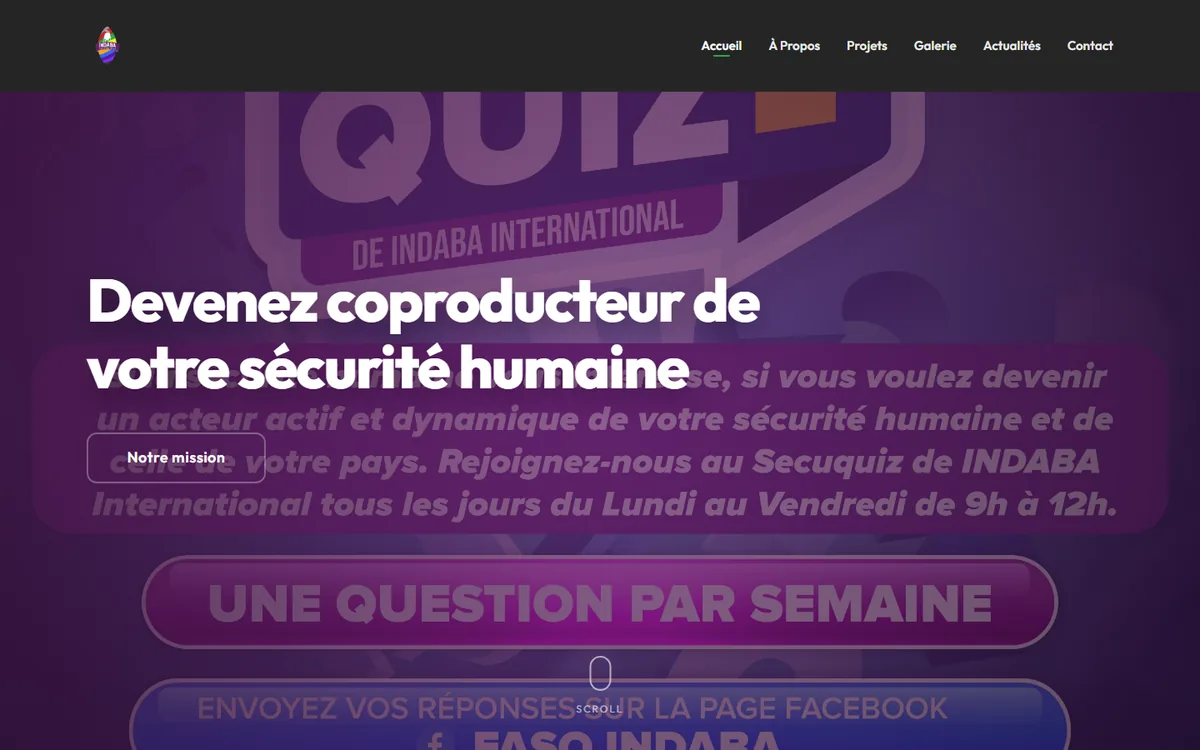 INDABA
Accueil
À Propos
Projets
Galerie
Actualités
Contact
QUIZ
DE INDABA INTERNATIONAL
Devenez coproducteur de
votre sécurité humaine
si vous voulez devenir
un acteur actif et dynamique de votre sécurité humaine et de
votre pays. Rejoignez-nous au Secuquiz de INDABA
International tous les jours du Lundi au Vendredi de 9h à 12h.
Notre mission
UNE QUESTION PAR SEMAINE
SCROLL
ENVOYEZ VOS RÉPONSES SUR LA PAGE FACEBOOK
FASO INDABA